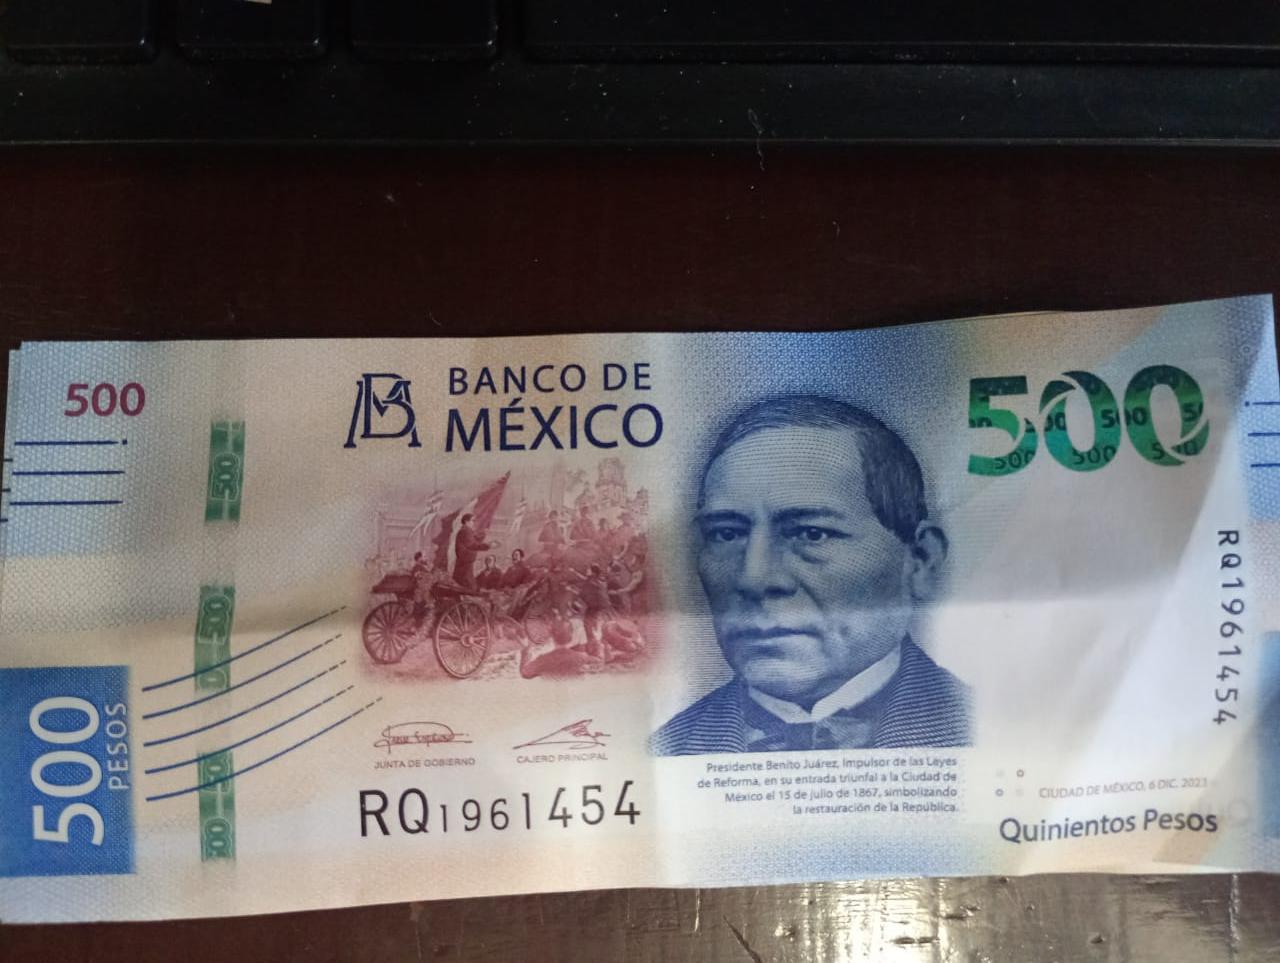 500
BANCO DE
MÉXICO
500
500
500
PESOS
JUNTA DE GOBIERNO
CAJERO PRINCIPAL
RQ1961454
Presidente Benito Juárez, Impulsor de las Leyes
de Reforma, en su entrada triunfal a la Ciudad de
México el 15 de julio de 1867, simbolizando
la restauración de la República.
CIUDAD DE MÉXICO, 6 DIC. 2021
Quinientos Pesos
RQ1961454